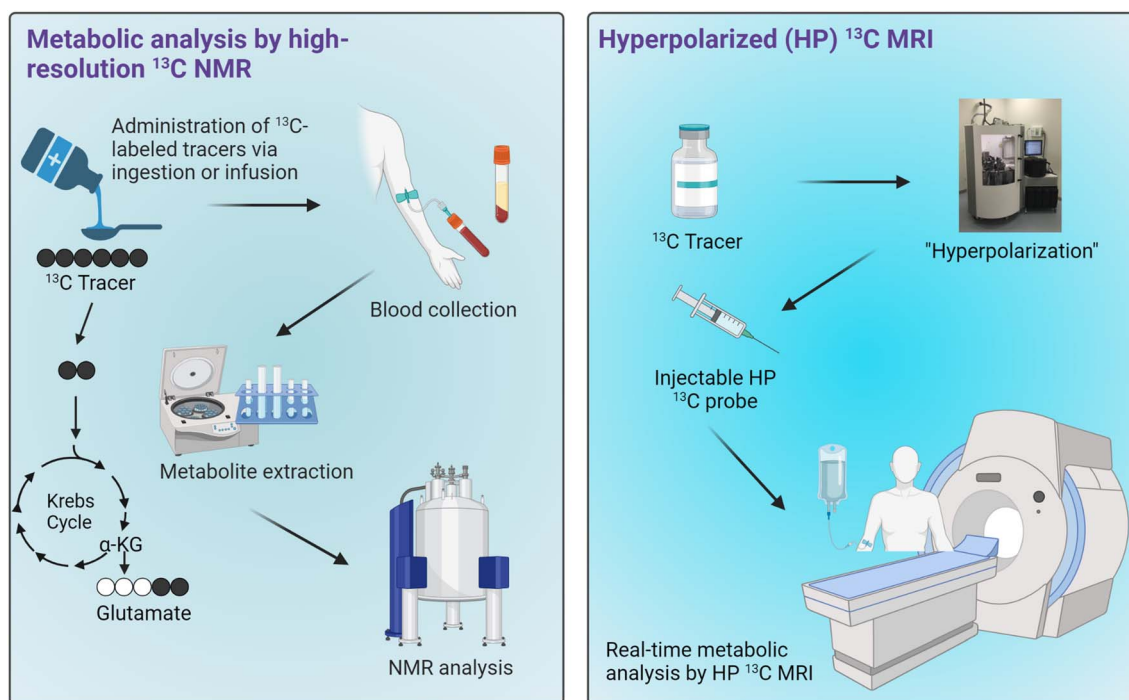 Metabolic analysis by high-
resolution ¹³C NMR
Administration of ¹³C-
labeled tracers via
ingestion or infusion
¹³C Tracer
Blood collection
Metabolite extraction
Krebs
Cycle
α-KG
Glutamate
NMR analysis
Hyperpolarized (HP) ¹³C MRI
¹³C Tracer
"Hyperpolarization"
Injectable HP
¹³C probe
Real-time metabolic
analysis by HP ¹³C MRI